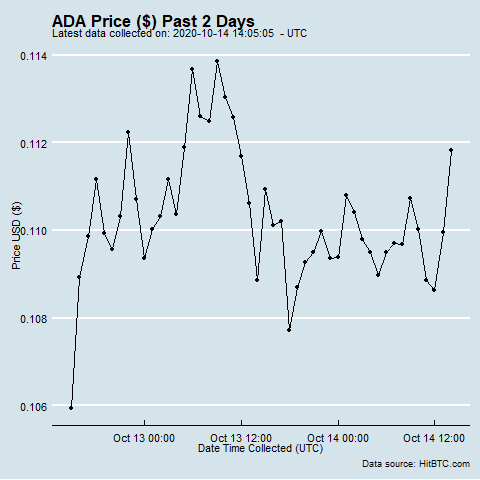 ADA Price ($) Past 2 Days
Latest data collected on: 2020-10-14 14:05:05 - UTC
0.114
0.112
0.110
0.108
0.106
Price USD ($)
Oct 13 00:00 Oct 13 12:00 Oct 14 00:00 Oct 14 12:00
Date Time Collected (UTC)
Data source: HitBTC.com